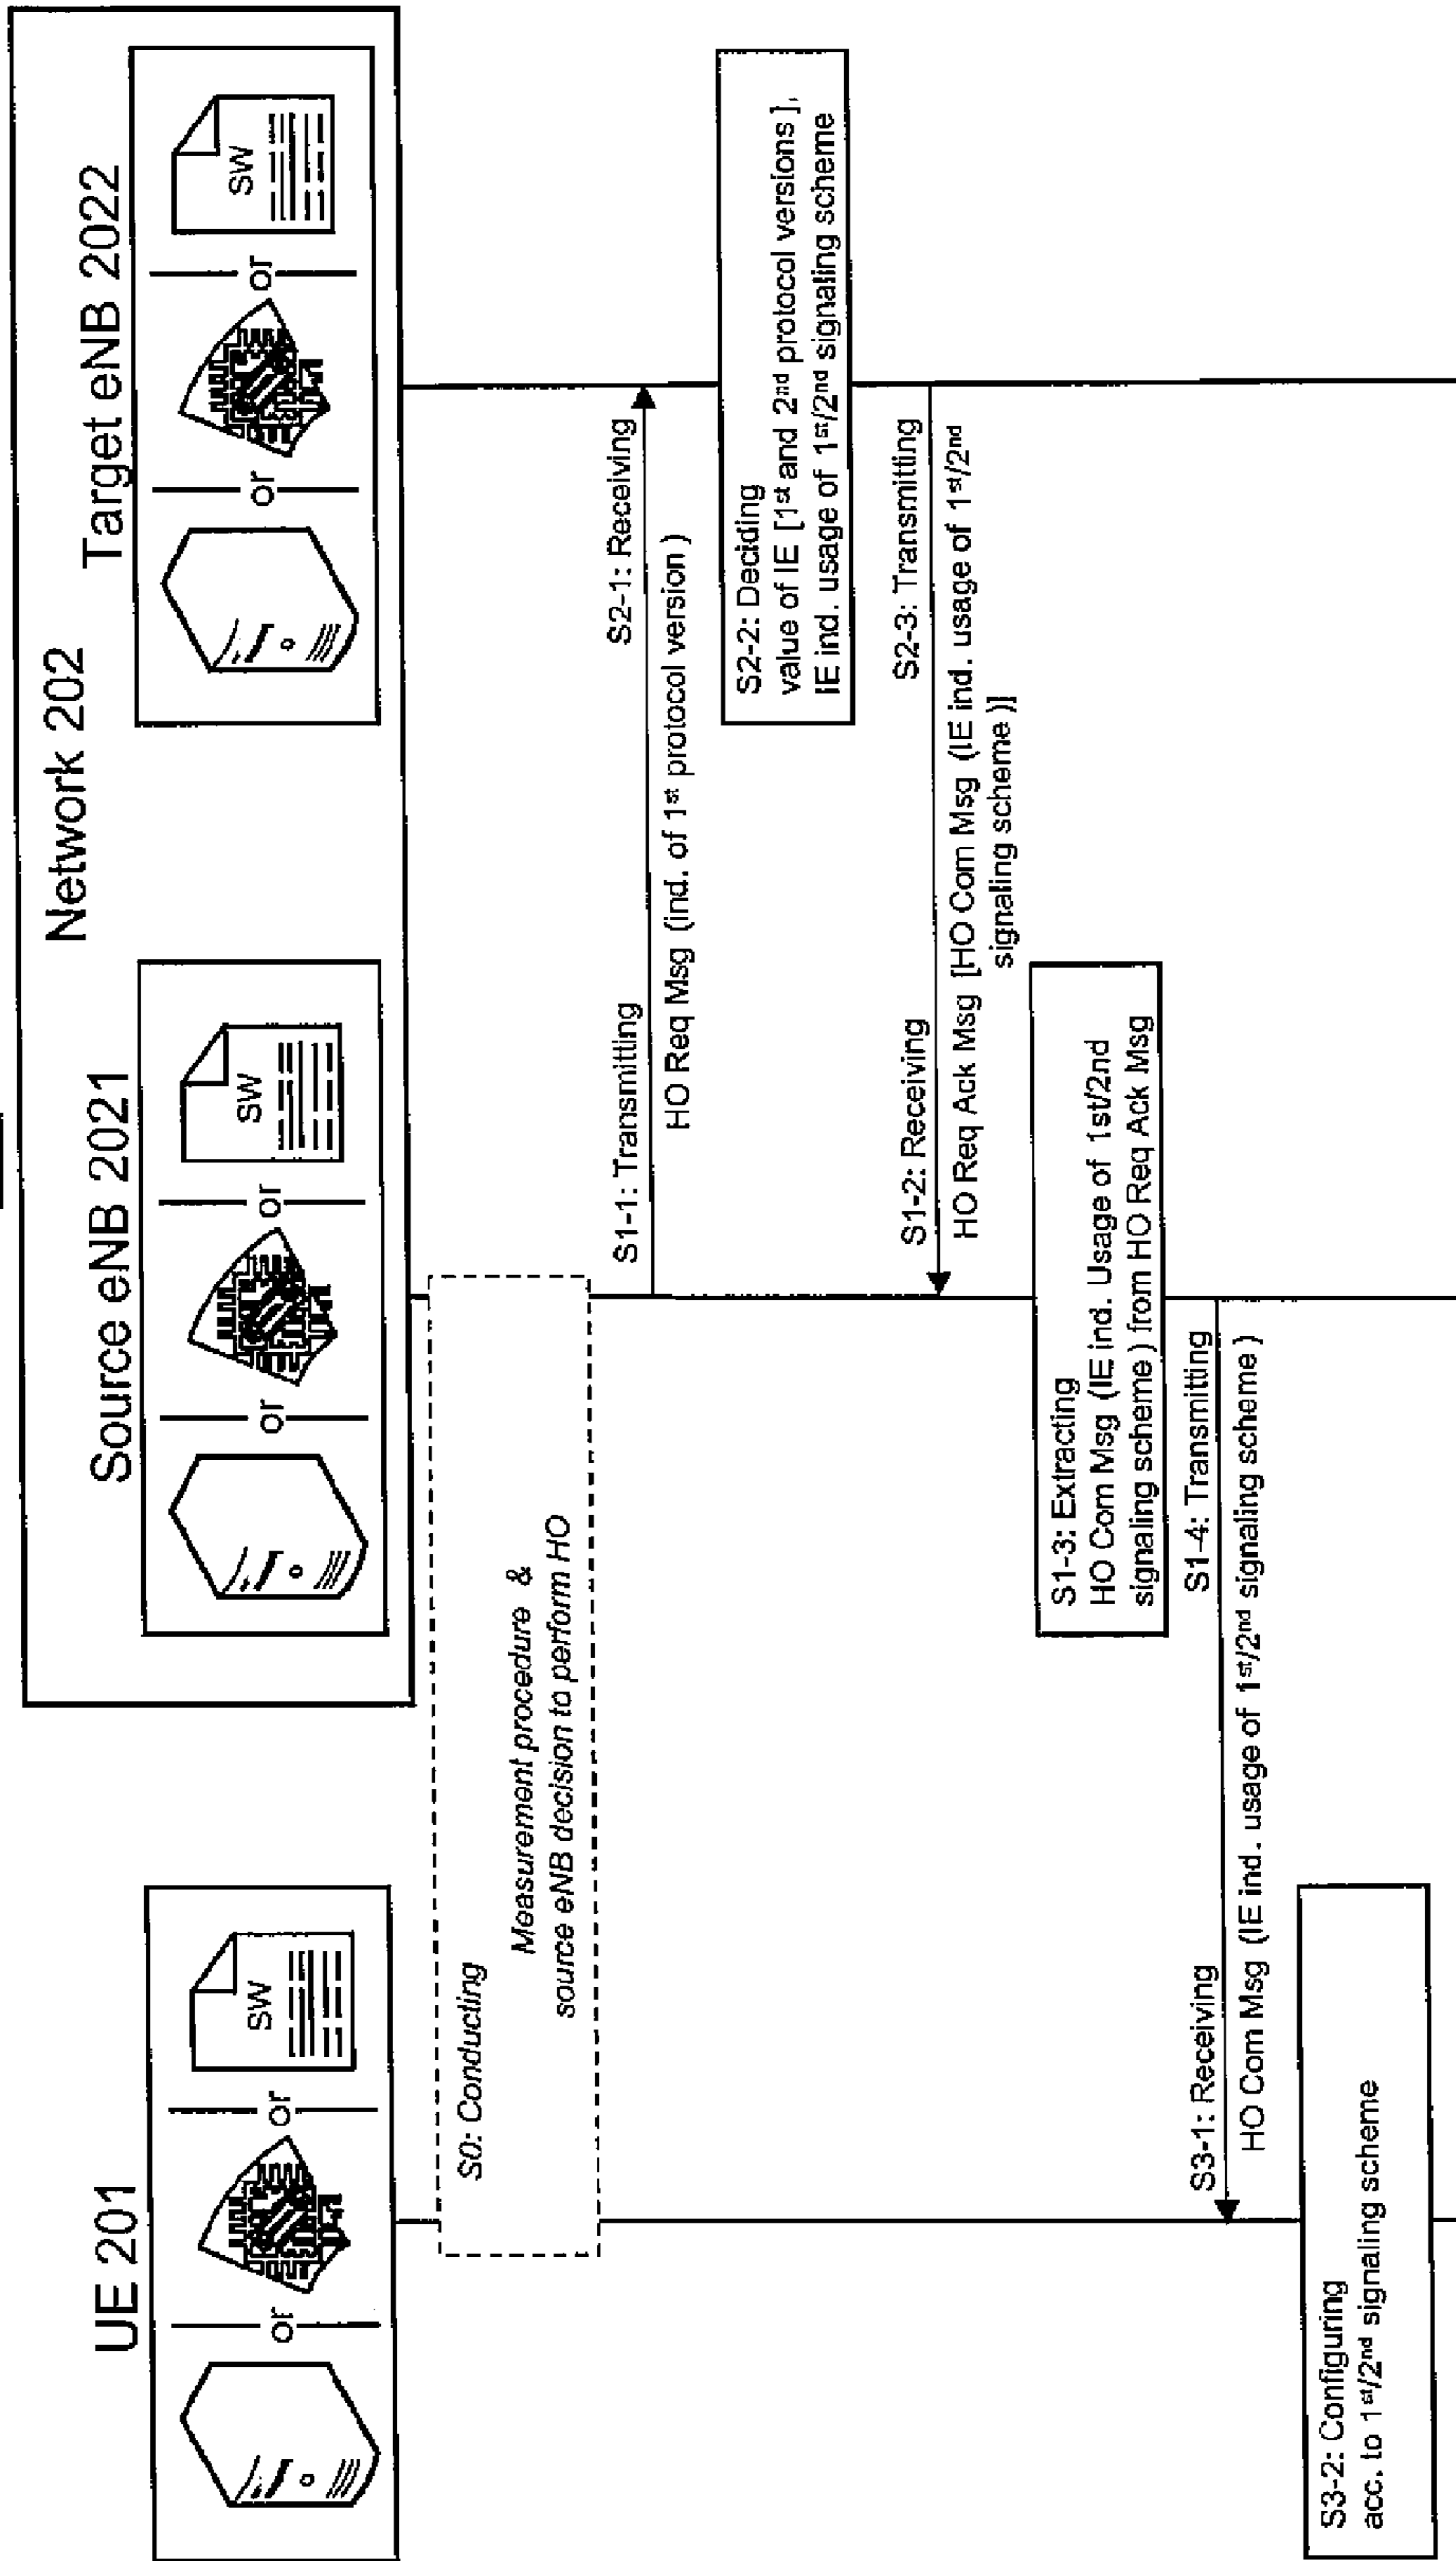 Network 202
UE 201
Source eNB 2021
Target eNB 2022
or
or
SW
or
or
SW
or
or
SW
S0: Conducting
Measurement procedure &
source eNB decision to perform HO
S1-1: Transmitting
S2-1: Receiving
HO Req Msg (ind. of 1st protocol version )
S2-2: Deciding
value of IE [1st and 2nd protocol versions ],
IE ind. usage of 1st/2nd signaling scheme
S1-2: Receiving
S2-3: Transmitting
HO Req Ack Msg [HO Com Msg (IE ind. usage of 1st/2nd
signaling scheme )]
S1-3: Extracting
HO Com Msg (IE ind. Usage of 1st/2nd
signaling scheme ) from HO Req Ack Msg
S3-1: Receiving
S1-4: Transmitting
HO Com Msg (IE ind. usage of 1st/2nd signaling scheme )
S3-2: Configuring
acc. to 1st/2nd signaling scheme